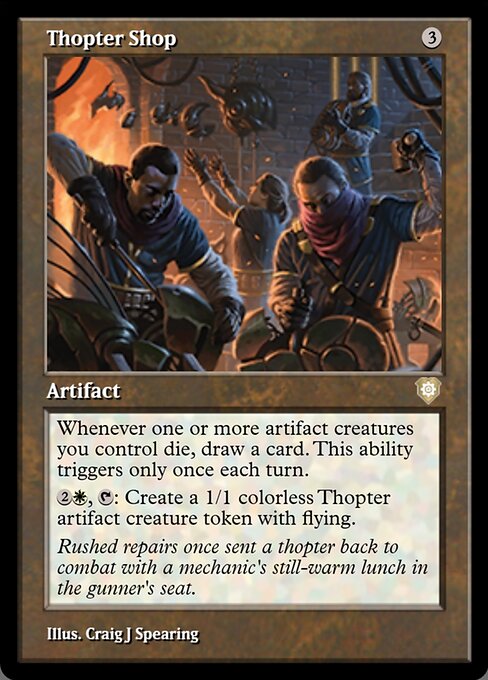 Thopter Shop 3
Artifact
Whenever one or more artifact creatures
you control die, draw a card. This ability
triggers only once each turn.
2, : Create a 1/1 colorless Thopter
artifact creature token with flying.
Rushed repairs once sent a thopter back to
combat with a mechanic's still-warm lunch in
the gunner's seat.
Illus. Craig J Spearing